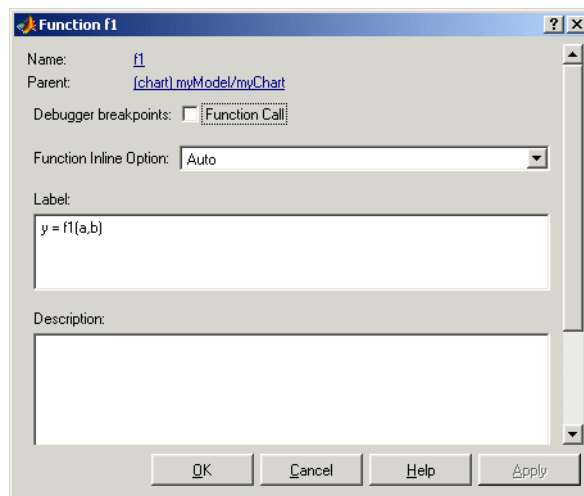 Function f1
Name: f1
Parent: (chart) myModel/myChart
Debugger breakpoints: Function Call
Function Inline Option: Auto
Label:
y = f1(a,b)
Description:
OK Cancel Help Apply